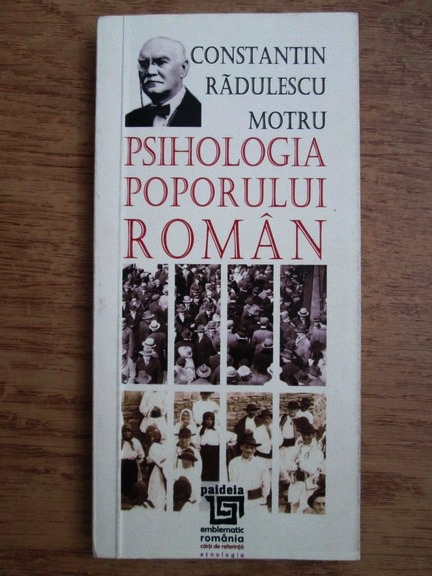 CONSTANTIN
RĂDULESCU
MOTRU
PSIHOLOGIA
POPORULUI
ROMÂN
paideia
emblematic
românia
cărți de referință
etnologie